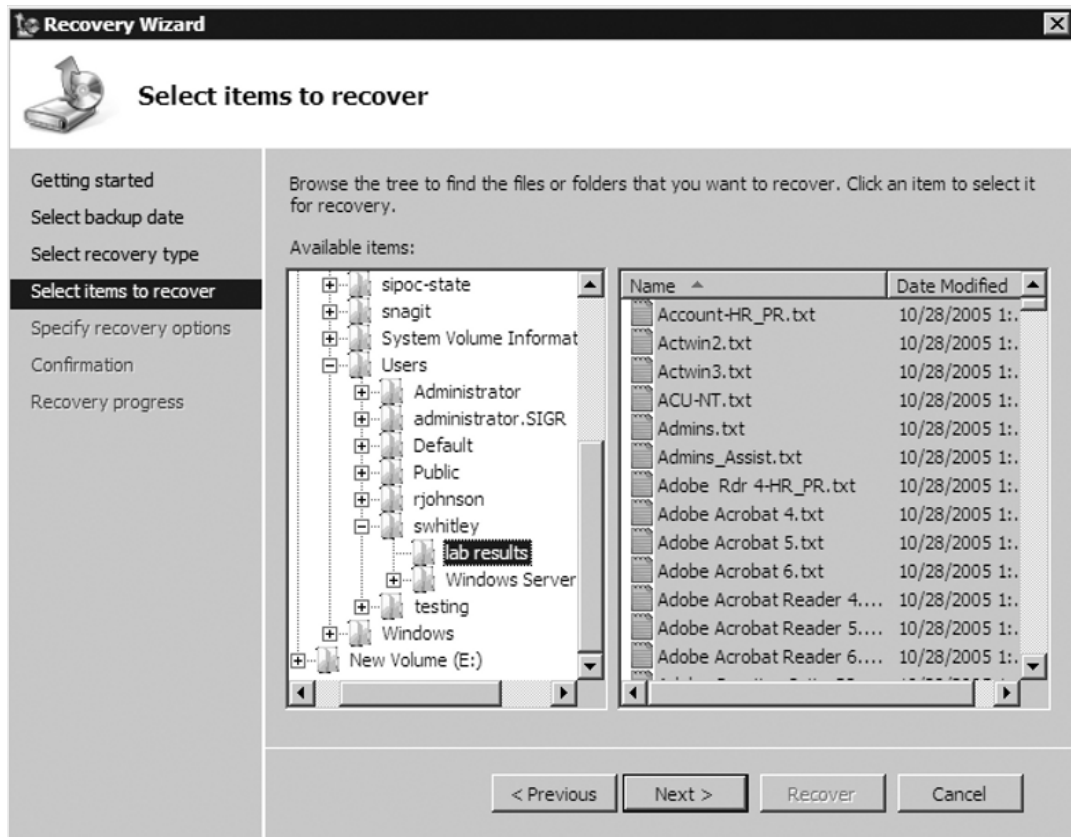 Recovery Wizard
Select items to recover
Getting started
Select backup date
Select recovery type
Select items to recover
Specify recovery options
Confirmation
Recovery progress
Browse the tree to find the files or folders that you want to recover. Click an item to select it
for recovery.
Available items:
sipoc-state
snagit
System Volume Informat
Users
Administrator
administrator.SIGR
Default
Public
rjohnson
swhitley
lab results
Windows Server
testing
Windows
New Volume (E:)
Name Date Modified
Account-HR_PR.txt 10/28/2005 1:.
Actwin2.txt 10/28/2005 1:.
Actwin3.txt 10/28/2005 1:.
ACU-NT.txt 10/28/2005 1:.
Admins.txt 10/28/2005 1:.
Admins_Assist.txt 10/28/2005 1:.
Adobe Rdr 4-HR_PR.txt 10/28/2005 1:.
Adobe Acrobat 4.txt 10/28/2005 1:.
Adobe Acrobat 5.txt 10/28/2005 1:.
Adobe Acrobat 6.txt 10/28/2005 1:.
Adobe Acrobat Reader 4.... 10/28/2005 1:.
Adobe Acrobat Reader 5.... 10/28/2005 1:.
Adobe Acrobat Reader 6.... 10/28/2005 1:.
< Previous Next > Recover Cancel